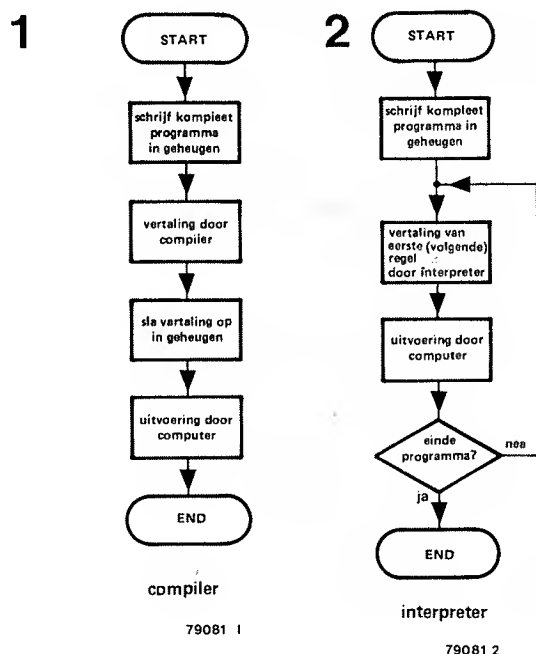 1
START
schrijf kompleet
programma
in geheugen
vertaling door
compiler
sla vartaling op
in geheugen
uitvoering door
computer
END
compiler
79081 1
2
START
schrijf kompleet
programma in
geheugen
vertaling van
eerste (volgende)
regel
door interpreter
uitvoering door
computer
einde
programma?
nea
ja
END
interpreter
79081 2